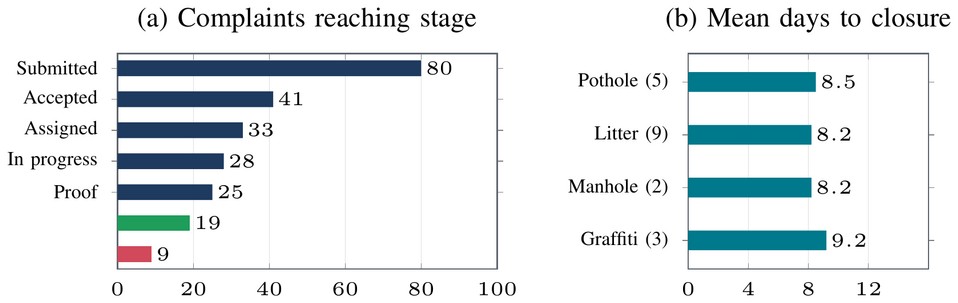 (a) Complaints reaching stage
Submitted 80
Accepted 41
Assigned 33
In progress 28
Proof 25
19
9
0 20 40 60 80 100
(b) Mean days to closure
Pothole (5) 8.5
Litter (9) 8.2
Manhole (2) 8.2
Graffiti (3) 9.2
0 4 8 12